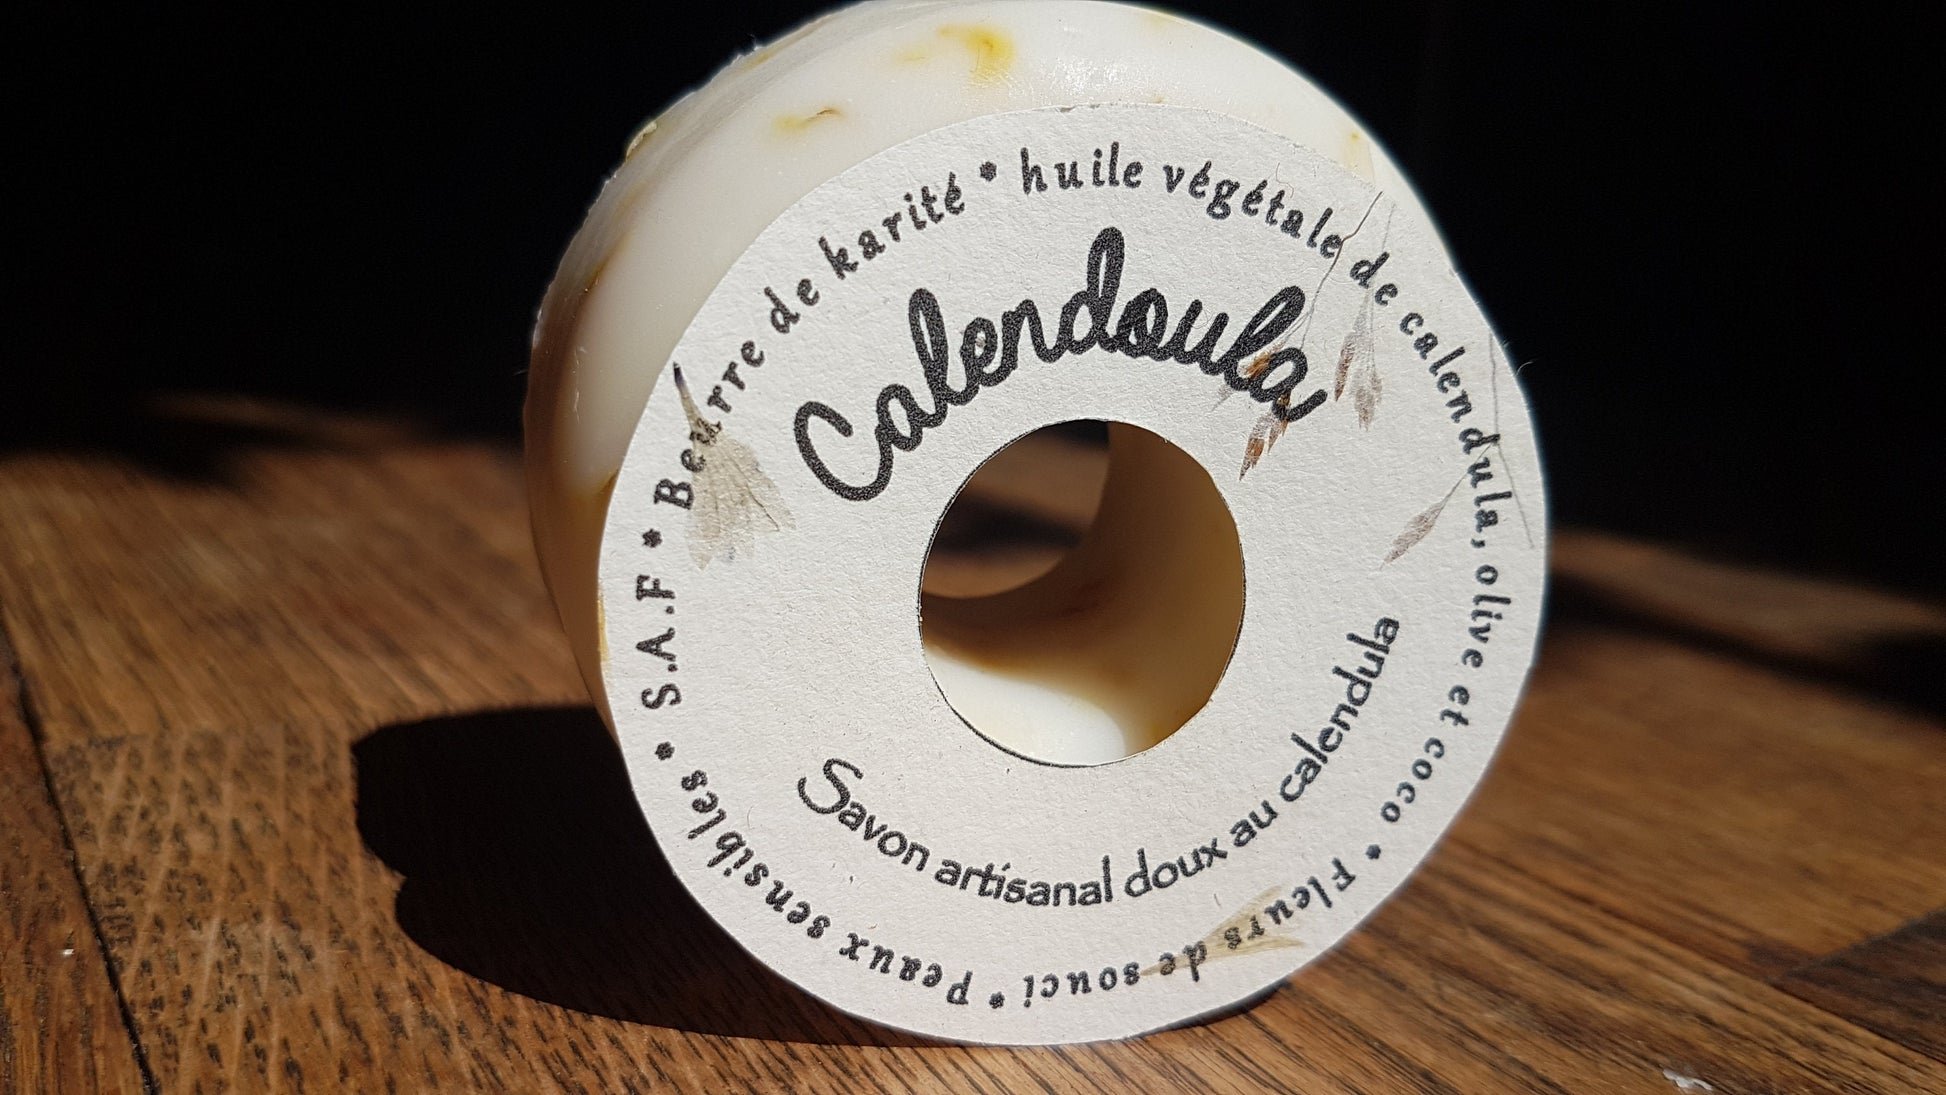 Beurre de karité * huile végétale de calendula, olive et coco * Fleurs de souci * Peaux sensibles * S.A.F *
Calendoula
Savon artisanal doux au calendula